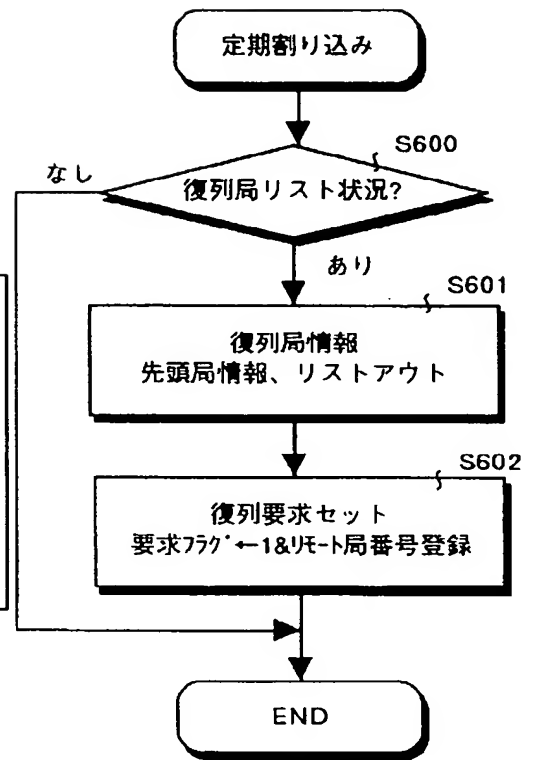 定期割り込み
S600
なし
復列局リスト状況?
あり
S601
復列局情報
先頭局情報、リストアウト
S602
復列要求セット
要求フラグ←1&リモート局番号登録
END